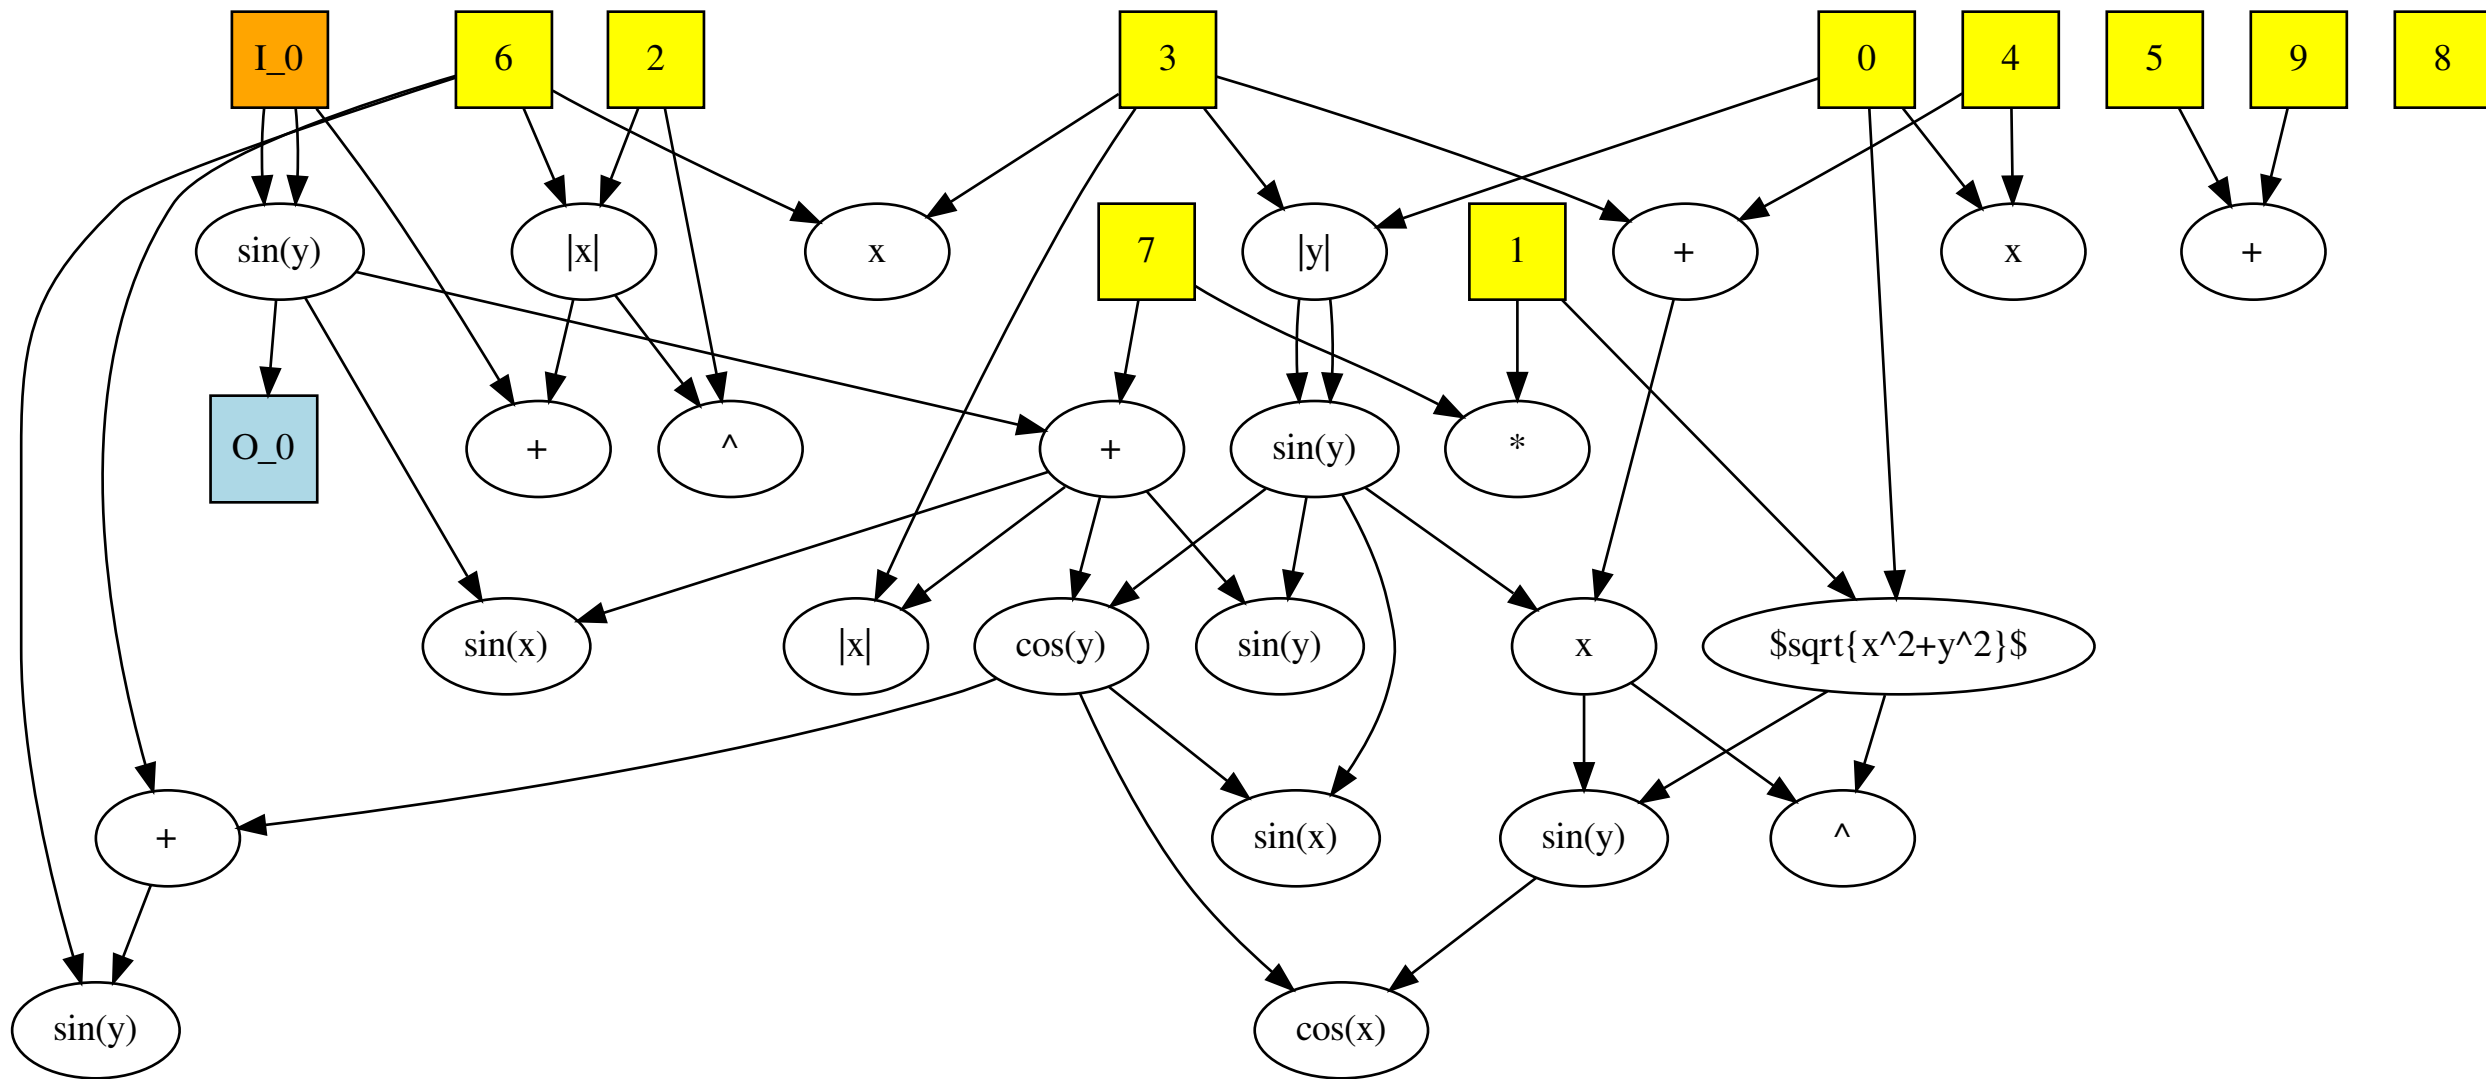 I_0
6
2
3
0
4
5
9
8
sin(y)
|x|
x
7
|y|
1
+
x
+
O_0
+
^
+
sin(y)
*
sin(x)
|x|
cos(y)
sin(y)
x
$sqrt{x^2+y^2}$
+
sin(x)
sin(y)
^
sin(y)
cos(x)